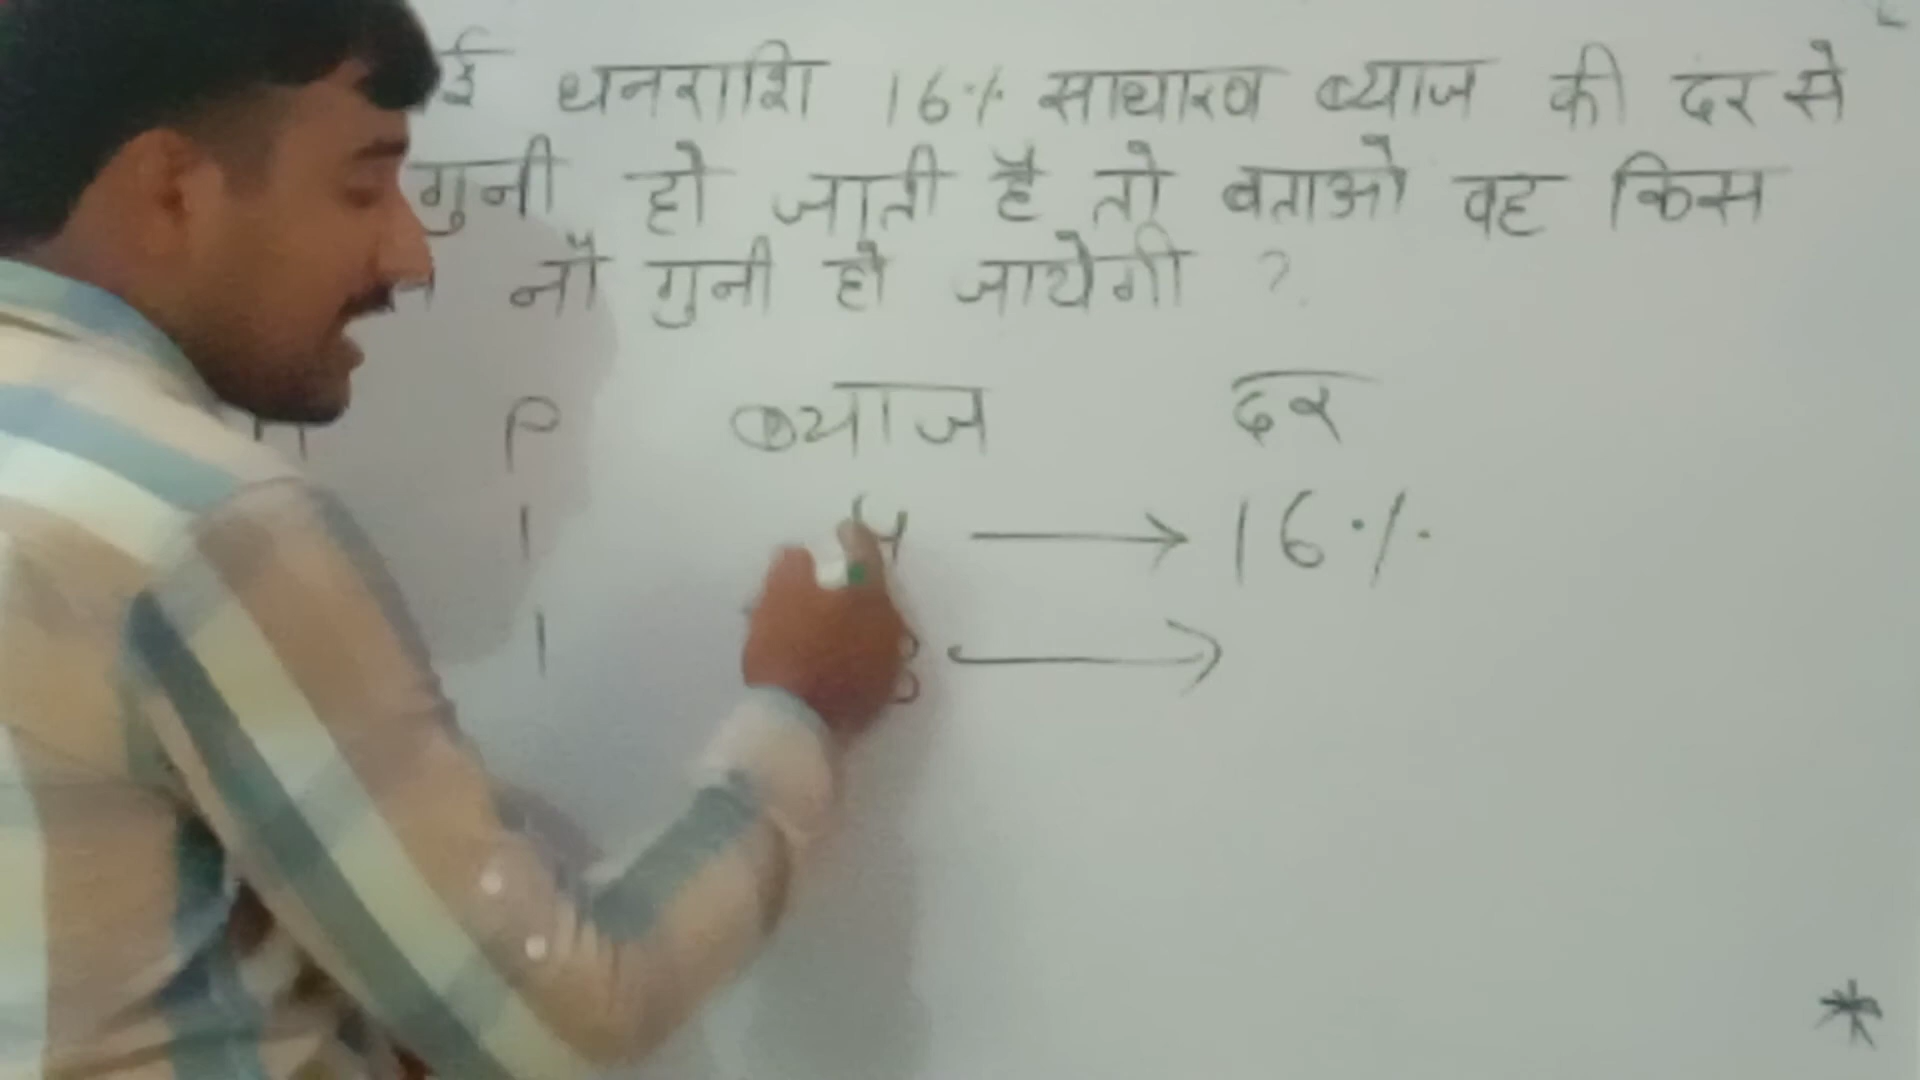 धनराशि 16% साधारण ब्याज की दर से
गुनी हो जाती है तो बताओ वह किस
नौ गुनी हो जायेगी ?
P ब्याज दर
1 4 → 16%
1 8 →
*